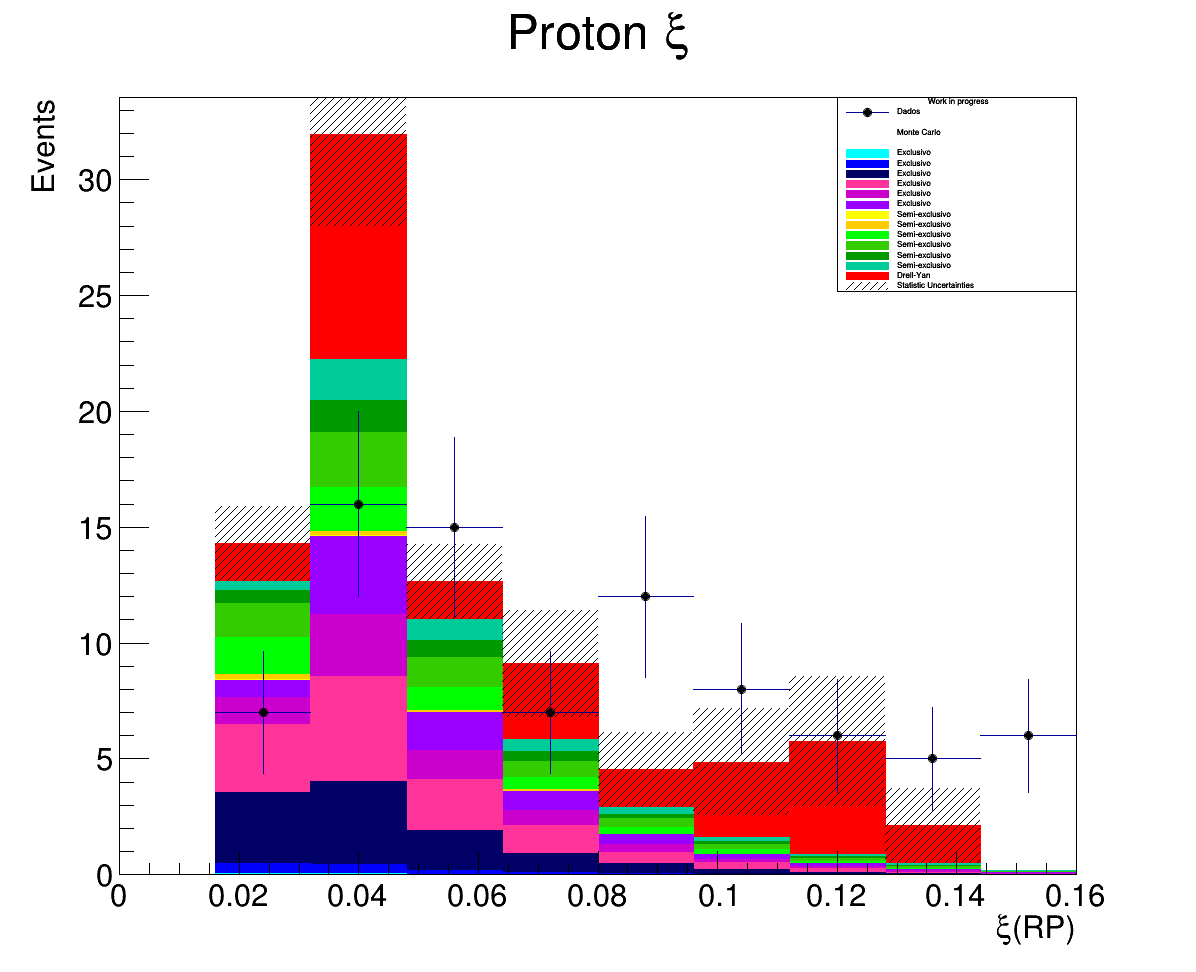 Proton ξ
Events
Work in progress
Dados
Monte Carlo
Exclusivo
Exclusivo
Exclusivo
Exclusivo
Exclusivo
Exclusivo
Semi-exclusivo
Semi-exclusivo
Semi-exclusivo
Semi-exclusivo
Semi-exclusivo
Semi-exclusivo
Drell-Yan
Statistic Uncertainties
30
25
20
15
10
5
0
0 0.02 0.04 0.06 0.08 0.1 0.12 0.14 0.16
ξ(RP)